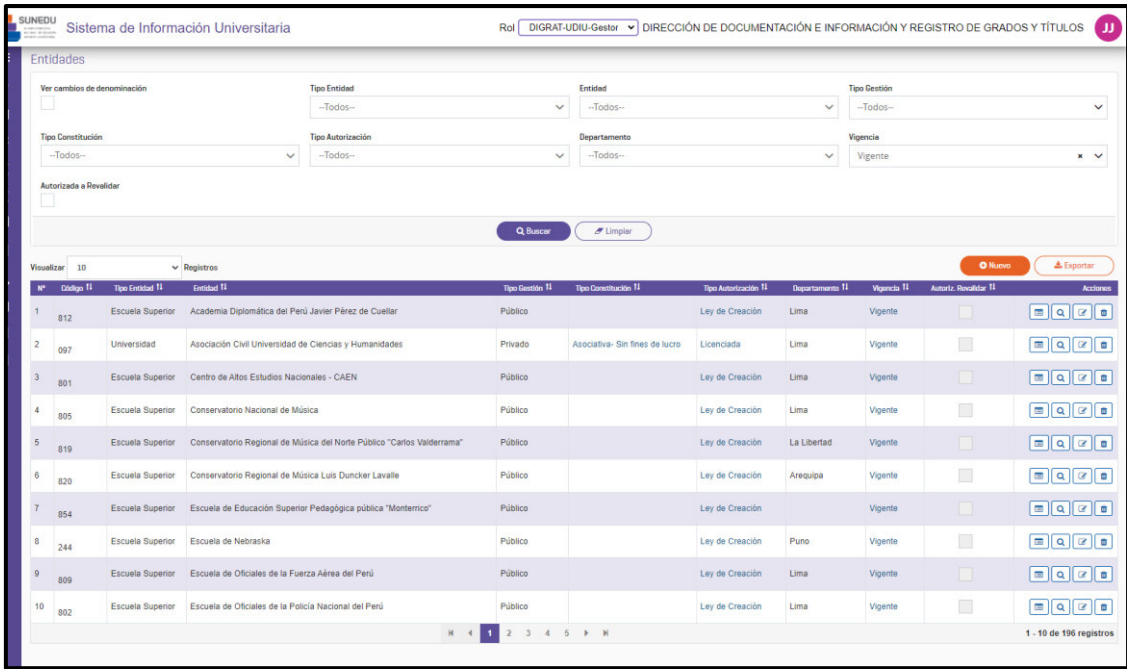 SUNEDU
Sistema de Información Universitaria
Rol DIGRAT-UDIU-Gestor DIRECCIÓN DE DOCUMENTACIÓN E INFORMACIÓN Y REGISTRO DE GRADOS Y TÍTULOS JJ
Entidades
Ver cambios de denominación Tipo Entidad Entidad Tipo Gestión
--Todos-- --Todos-- --Todos--
Tipo Constitución Tipo Autorización Departamento Vigencia
--Todos-- --Todos-- --Todos-- Vigente x
Autorizada a Revalidar
Buscar Limpiar
Visualizar 10 Registros Nuevo Exportar
N° Código Tipo Entidad Entidad Tipo Gestión Tipo Constitución Tipo Autorización Departamento Vigencia Autoriz. Revalidar Acciones
1 812 Escuela Superior Academia Diplomática del Perú Javier Pérez de Cuellar Público Ley de Creación Lima Vigente
2 097 Universidad Asociación Civil Universidad de Ciencias y Humanidades Privado Asociativa- Sin fines de lucro Licenciada Lima Vigente
3 801 Escuela Superior Centro de Altos Estudios Nacionales - CAEN Público Ley de Creación Lima Vigente
4 805 Escuela Superior Conservatorio Nacional de Música Público Ley de Creación Lima Vigente
5 819 Escuela Superior Conservatorio Regional de Música del Norte Público "Carlos Valderrama" Público Ley de Creación La Libertad Vigente
6 820 Escuela Superior Conservatorio Regional de Música Luis Duncker Lavalle Público Ley de Creación Arequipa Vigente
7 854 Escuela Superior Escuela de Educación Superior Pedagógica pública "Monterrico" Público Ley de Creación Vigente
8 244 Escuela Superior Escuela de Nebraska Público Ley de Creación Puno Vigente
9 809 Escuela Superior Escuela de Oficiales de la Fuerza Aérea del Perú Público Ley de Creación Lima Vigente
10 802 Escuela Superior Escuela de Oficiales de la Policía Nacional del Perú Público Ley de Creación Lima Vigente
1 2 3 4 5 1 - 10 de 196 registros